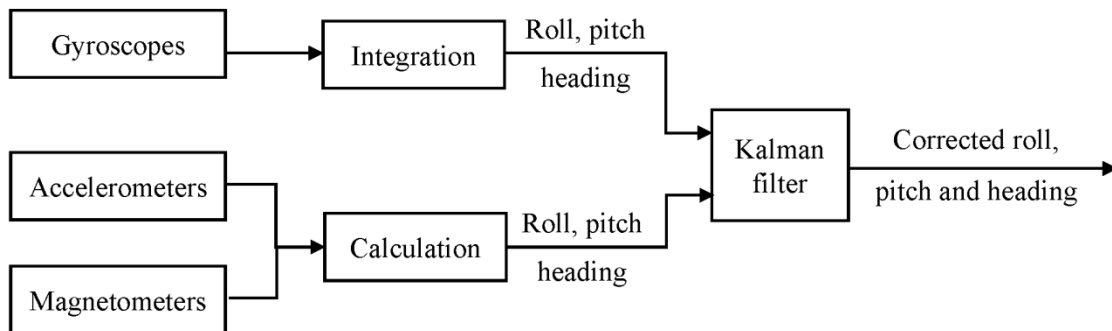 Gyroscopes
Integration
Roll, pitch
heading
Accelerometers
Magnetometers
Calculation
Roll, pitch
heading
Kalman
filter
Corrected roll,
pitch and heading